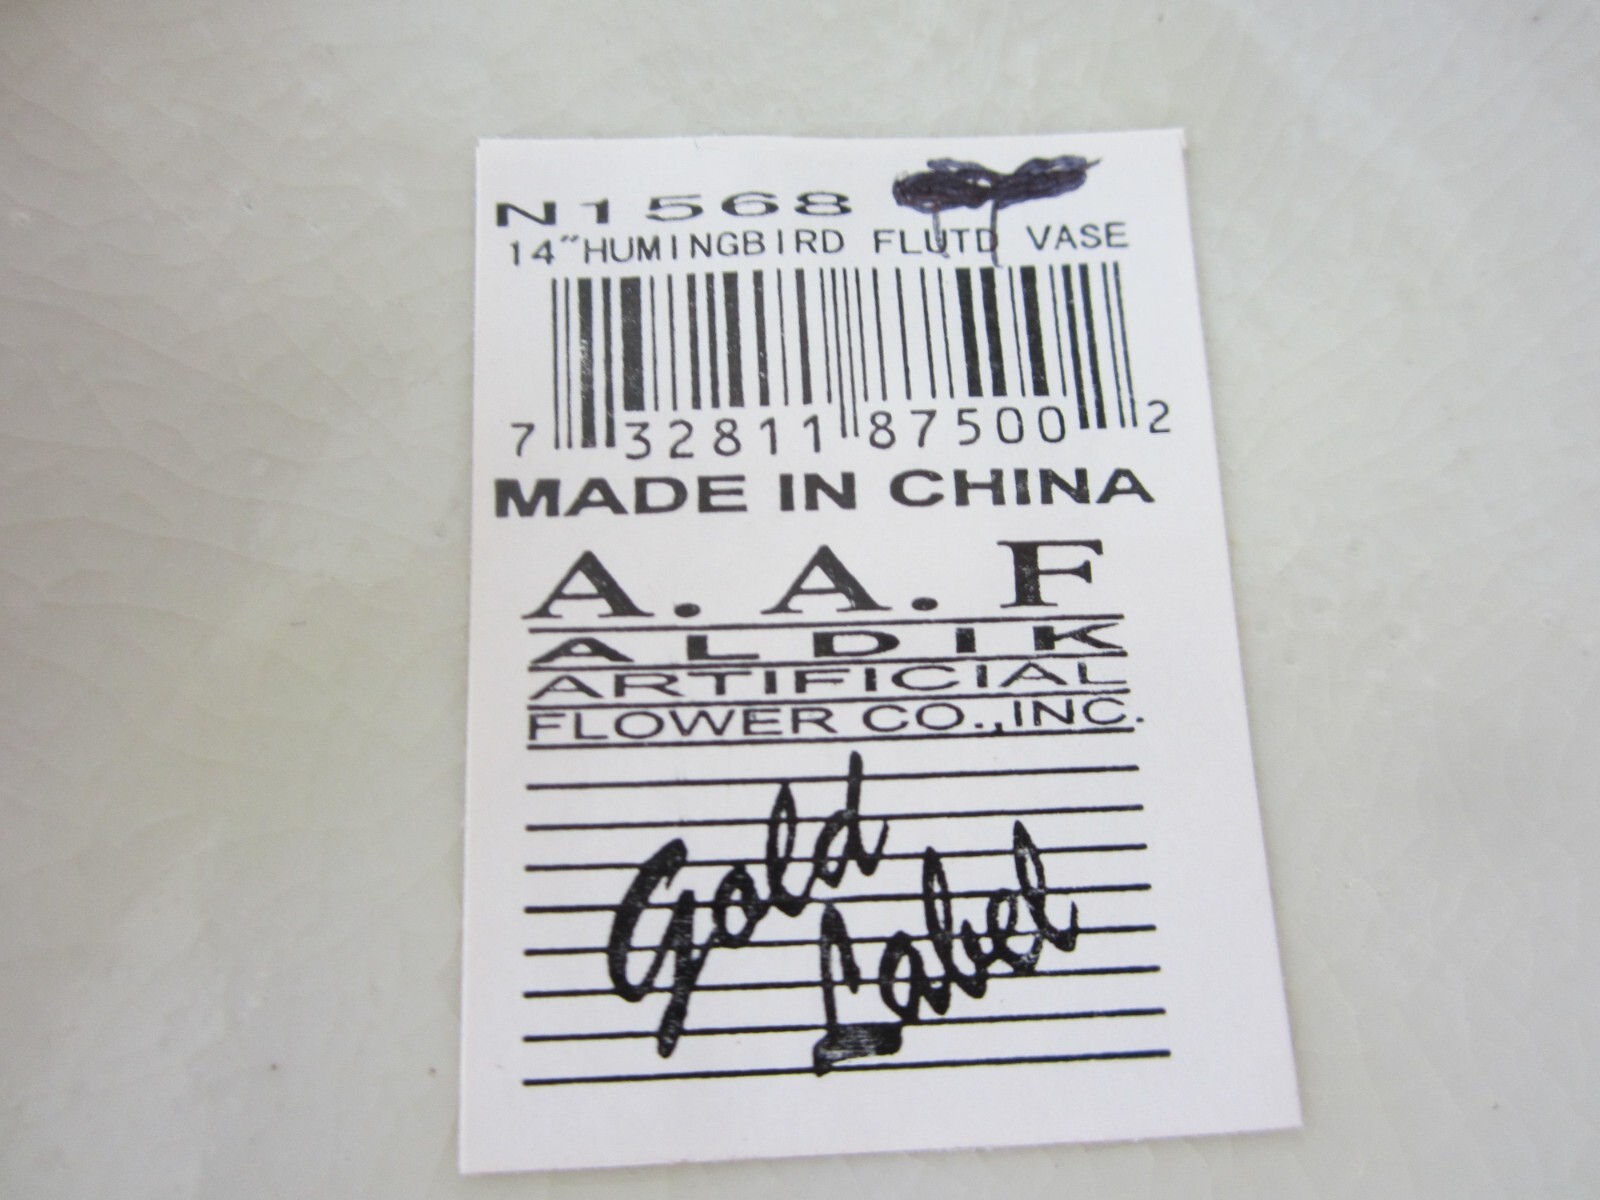 N1568
14"HUMINGBIRD FLUTD VASE
7 32811 87500 2
MADE IN CHINA
A. A. F
ALDIK
ARTIFICIAL
FLOWER CO.,INC.
Gold
Label